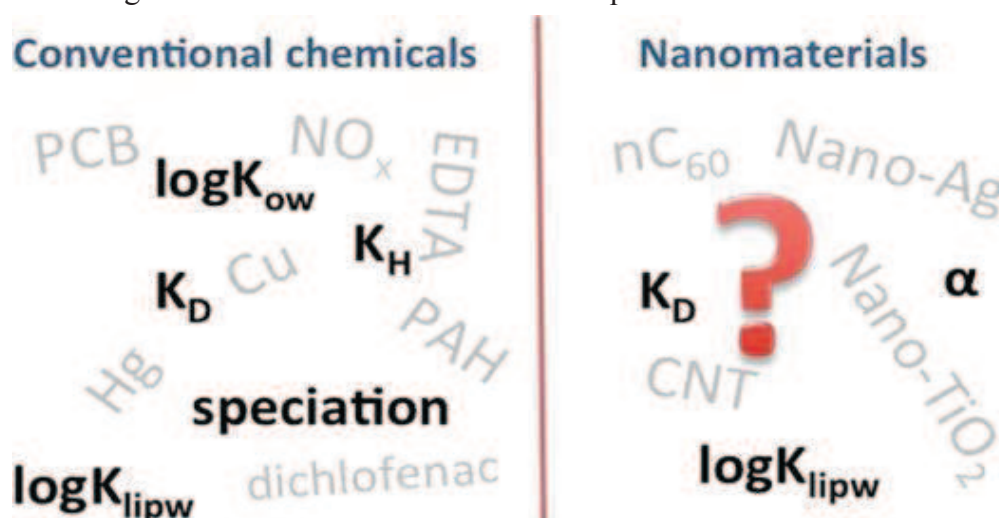 Conventional chemicals
PCB
NOx
EDTA
logKow
KH
Cu
KD
PAH
Hg
speciation
dichlofenac
logKlipw
Nanomaterials
nC60
Nano-Ag
KD
?
Nano-TiO2
α
CNT
logKlipw